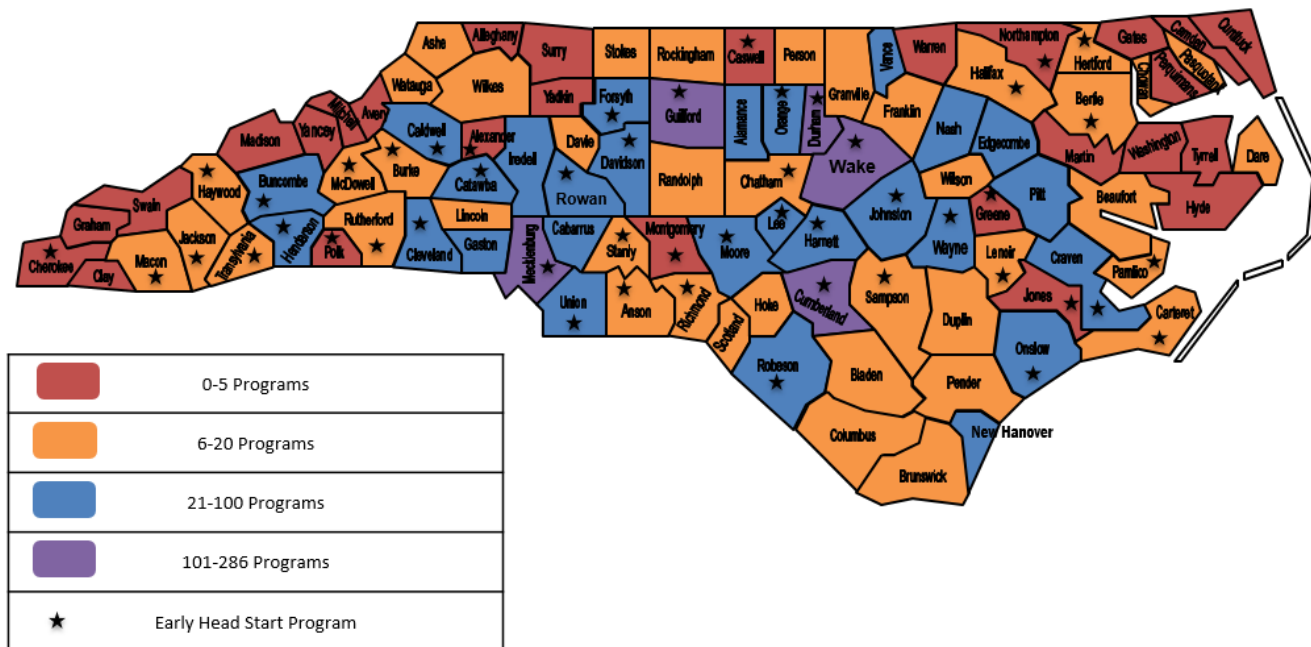 Ashe
Alleghany
Surry
Stokes
Rockingham
Caswell
Person
Vance
Warren
Northampton
Gates
Camden
Currituck
Hertford
Pasquotank
Perquimans
Chowan
Watauga
Wilkes
Yadkin
Forsyth
Guilford
Alamance
Orange
Durham
Granville
Franklin
Halifax
Bertie
Mitchell
Avery
Caldwell
Alexander
Iredell
Davie
Davidson
Nash
Edgecombe
Martin
Washington
Tyrrell
Dare
Madison
Yancey
Wake
Haywood
Buncombe
McDowell
Burke
Catawba
Rowan
Randolph
Chatham
Wilson
Pitt
Beaufort
Hyde
Swain
Graham
Jackson
Rutherford
Lincoln
Johnston
Greene
Cherokee
Clay
Macon
Transylvania
Henderson
Polk
Cleveland
Gaston
Mecklenburg
Cabarrus
Stanly
Montgomery
Moore
Lee
Harnett
Wayne
Lenoir
Craven
Pamlico
Union
Anson
Richmond
Scotland
Hoke
Cumberland
Sampson
Duplin
Jones
Carteret
Onslow
Robeson
Bladen
Pender
Columbus
New Hanover
Brunswick
0-5 Programs
6-20 Programs
21-100 Programs
101-286 Programs
Early Head Start Program